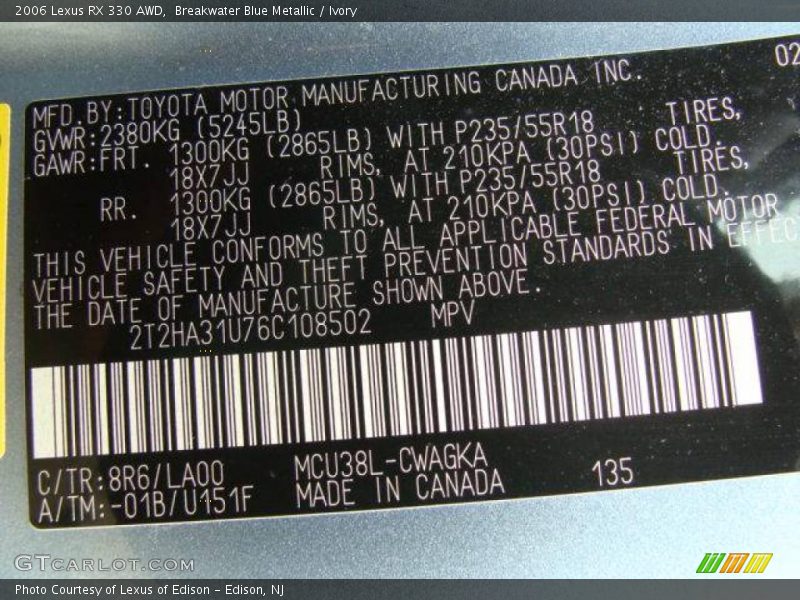 2006 Lexus RX 330 AWD,  Breakwater Blue Metallic / Ivory
02
MFD.BY:TOYOTA MOTOR MANUFACTURING CANADA INC.
GVWR:2380KG (5245LB)
GAWR:FRT. 1300KG (2865LB) WITH P235/55R18 TIRES,
18X7JJ RIMS, AT 210KPA (30PSI) COLD.
RR. 1300KG (2865LB) WITH P235/55R18 TIRES,
18X7JJ RIMS, AT 210KPA (30PSI) COLD.
THIS VEHICLE CONFORMS TO ALL APPLICABLE FEDERAL MOTOR
VEHICLE SAFETY AND THEFT PREVENTION STANDARDS IN EFFEC
THE DATE OF MANUFACTURE SHOWN ABOVE.
2T2HA31U76C108502 MPV
C/TR:8R6/LA00 MCU38L-CWAGKA 135
A/TM:-01B/U151F MADE IN CANADA
GTCARLOT.COM
Photo Courtesy of Lexus of Edison - Edison, NJ